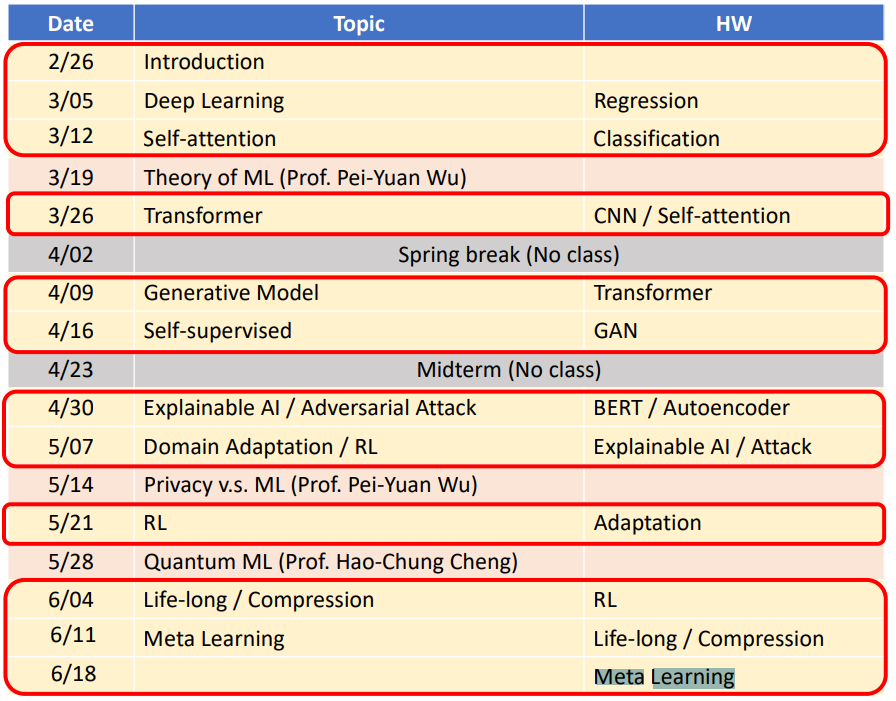 Date Topic HW
2/26 Introduction
3/05 Deep Learning Regression
3/12 Self-attention Classification
3/19 Theory of ML (Prof. Pei-Yuan Wu)
3/26 Transformer CNN / Self-attention
4/02 Spring break (No class)
4/09 Generative Model Transformer
4/16 Self-supervised GAN
4/23 Midterm (No class)
4/30 Explainable AI / Adversarial Attack BERT / Autoencoder
5/07 Domain Adaptation / RL Explainable AI / Attack
5/14 Privacy v.s. ML (Prof. Pei-Yuan Wu)
5/21 RL Adaptation
5/28 Quantum ML (Prof. Hao-Chung Cheng)
6/04 Life-long / Compression RL
6/11 Meta Learning Life-long / Compression
6/18 Meta Learning